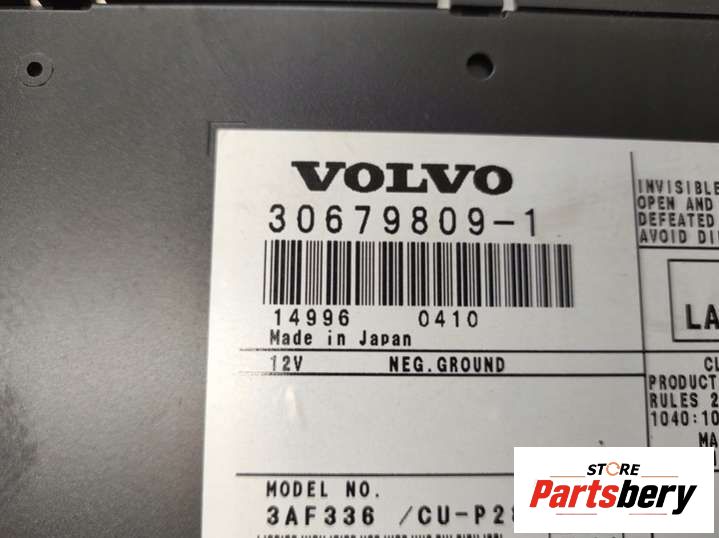 VOLVO
30679809-1
14996 0410
Made in Japan
12V NEG.GROUND
MODEL NO.
3AF336 /CU-P2
INVISIBLE
OPEN AND
DEFEATED
AVOID DI
LA
CL
PRODUCT
RULES 2
1040:10
MA
STORE
Partsbery